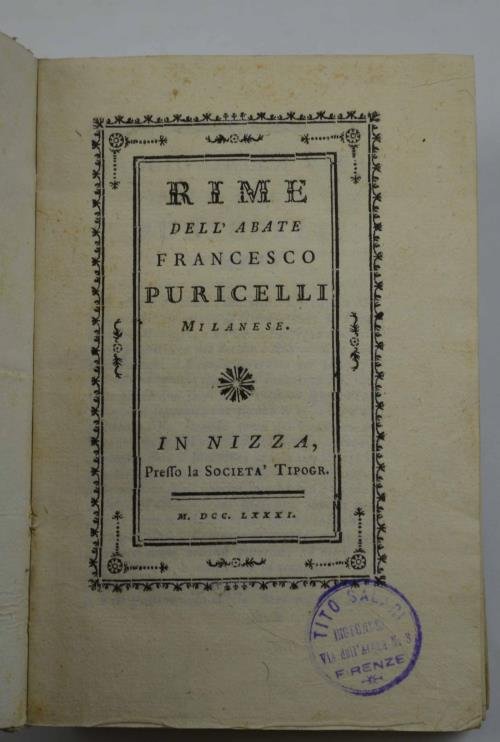 RIME
DELL' ABATE
FRANCESCO
PURICELLI
MILANESE.
IN NIZZA,
Preſſo la SOCIETA' TIPOGR.
M. DCC. LXXXI.
TITO
FIRENZE